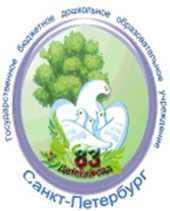 Государственное бюджетное дошкольное образовательное учреждение
83
Детский сад
Санкт-Петербург